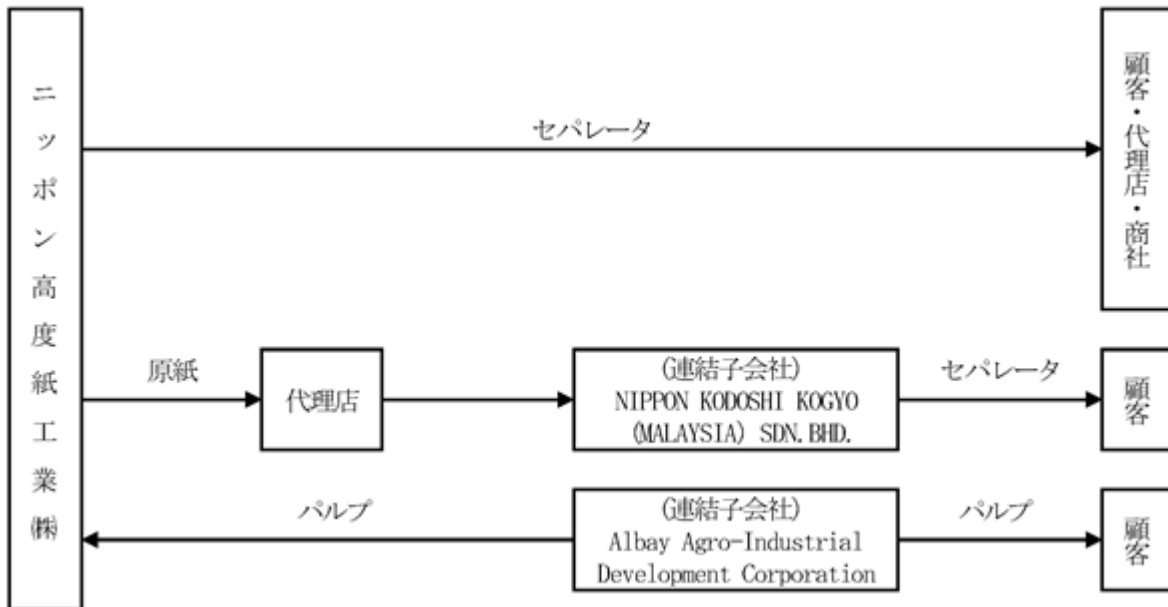 ニッポン高度紙工業㈱
セパレータ
顧客・代理店・商社
原紙
代理店
(連結子会社)
NIPPON KODOSHI KOGYO
(MALAYSIA) SDN.BHD.
セパレータ
顧客
パルプ
(連結子会社)
Albay Agro-Industrial
Development Corporation
パルプ
顧客